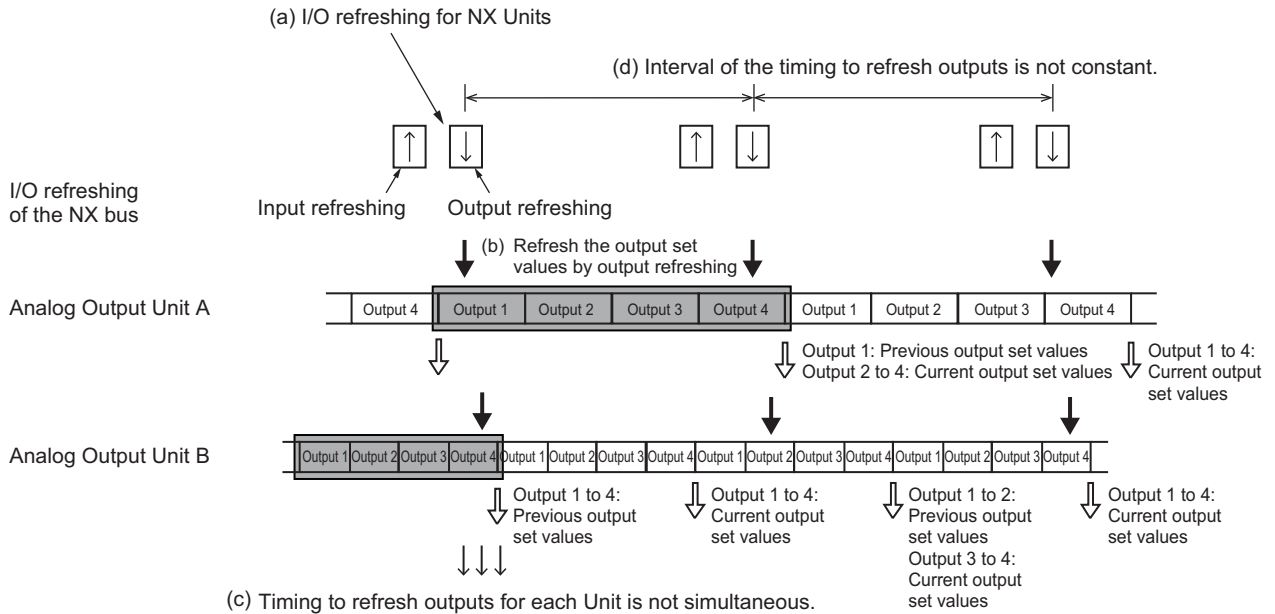 (a) I/O refreshing for NX Units
(d) Interval of the timing to refresh outputs is not constant.
I/O refreshing
of the NX bus
Input refreshing
Output refreshing
(b) Refresh the output set
values by output refreshing
Analog Output Unit A
Output 4
Output 1
Output 2
Output 3
Output 4
Output 1
Output 2
Output 3
Output 4
Output 1: Previous output set values
Output 2 to 4: Current output set values
Output 1 to 4:
Current output
set values
Analog Output Unit B
Output 1
Output 2
Output 3
Output 4
Output 1
Output 2
Output 3
Output 4
Output 1
Output 2
Output 3
Output 4
Output 1
Output 2
Output 3
Output 4
Output 1 to 4:
Previous output
set values
Output 1 to 4:
Current output
set values
Output 1 to 2:
Previous output
set values
Output 3 to 4:
Current output
set values
Output 1 to 4:
Current output
set values
(c) Timing to refresh outputs for each Unit is not simultaneous.